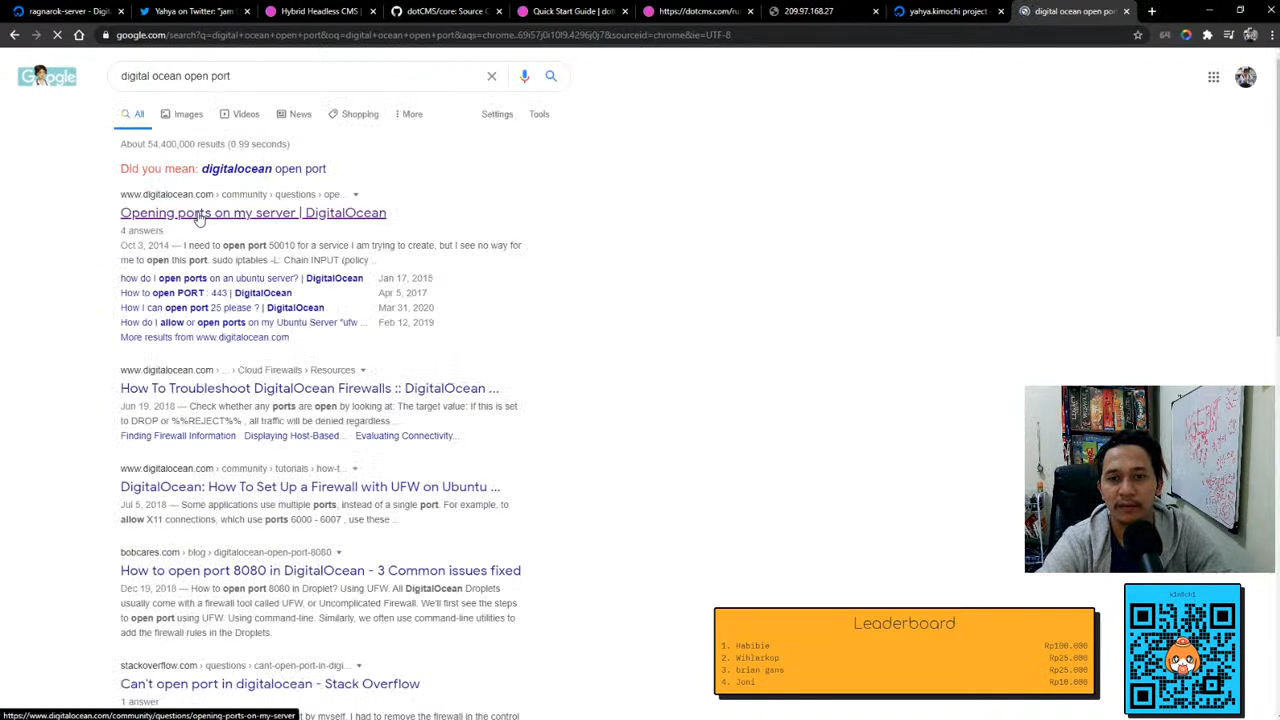 ragnarok-server - Digit
Yahya on Twitter: "jam 5
Hybrid Headless CMS |
dotCMS/core: Source C
Quick Start Guide | dot
https://dotcms.com/run
209.97.168.27
yahya.kimochi project -
digital ocean open port
google.com/search?q=digital+ocean+open+port&oq=digital+ocean+open+port&aqs=chrome..69i57j0i10l9.4296j0j7&sourceid=chrome&ie=UTF-8
Google
digital ocean open port
All
Images
Videos
News
Shopping
More
Settings
Tools
About 54,400,000 results (0.99 seconds)
Did you mean: digitalocean open port
www.digitalocean.com › community › questions › ope...
Opening ports on my server | DigitalOcean
4 answers
Oct 3, 2014 — I need to open port 50010 for a service I am trying to create, but I see no way for
me to open this port. sudo iptables -L: Chain INPUT (policy ...
how do I open ports on an ubuntu server? | DigitalOcean Jan 17, 2015
How to open PORT : 443 | DigitalOcean Apr 5, 2017
How I can open port 25 please ? | DigitalOcean Mar 31, 2020
How do I allow or open ports on my Ubuntu Server "ufw ... Feb 12, 2019
More results from www.digitalocean.com
www.digitalocean.com › ... › Cloud Firewalls › Resources
How To Troubleshoot DigitalOcean Firewalls :: DigitalOcean ...
Jun 19, 2018 — Check whether any ports are open by looking at: The target value: If this is set
to DROP or %%REJECT%% , all traffic will be denied regardless ...
Finding Firewall Information Displaying Host-Based... Evaluating Connectivity...
www.digitalocean.com › community › tutorials › how-t...
DigitalOcean: How To Set Up a Firewall with UFW on Ubuntu ...
Jul 5, 2018 — Some applications use multiple ports, instead of a single port. For example, to
allow X11 connections, which use ports 6000 - 6007 , use these ...
bobcares.com › blog › digitalocean-open-port-8080
How to open port 8080 in DigitalOcean - 3 Common issues fixed
Dec 19, 2018 — How to open port 8080 in Droplet? Using UFW. All DigitalOcean Droplets
usually come with a firewall tool called UFW, or Uncomplicated Firewall. We'll first see the steps
to open port using UFW. Using command-line. Similarly, we often use command-line utilities to
add the firewall rules in the Droplets.
stackoverflow.com › questions › cant-open-port-in-digi...
Can't open port in digitalocean - Stack Overflow
1 answer
t by myself. I had to remove the firewall in the control
https://www.digitalocean.com/community/questions/opening-ports-on-my-server
Leaderboard
1. Habibie Rp100.000
2. Wihlarkop Rp25.000
3. brian gans Rp25.000
4. Joni Rp10.000
k1m0ch1